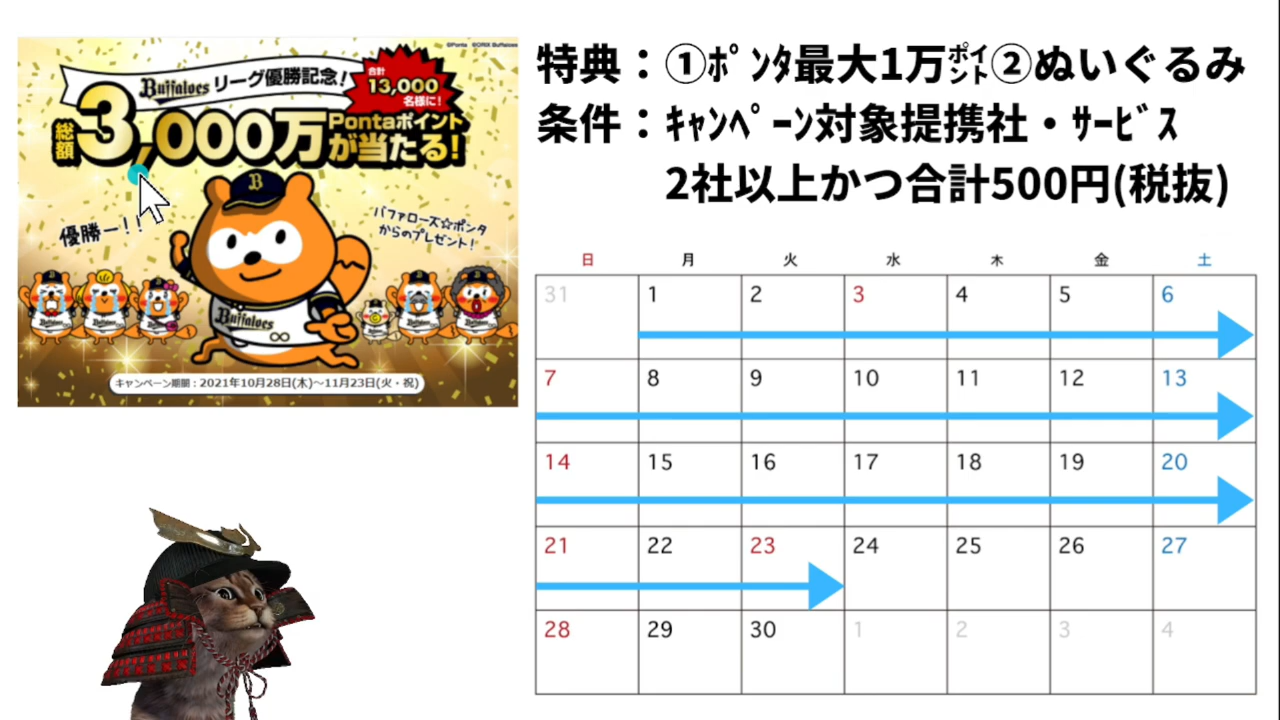 ©Ponta ©ORIX Buffaloes
Buffaloes リーグ優勝記念！
合計
13,000
名様に！
総額
3,000万
Pontaポイント
が当たる！
優勝ー！！
バファローズ☆ポンタ
からのプレゼント！
Buffaloes
キャンペーン期間：2021年10月28日(木)～11月23日(火・祝)
特典：①ﾎﾟﾝﾀ最大1万㌽②ぬいぐるみ
条件：ｷｬﾝﾍﾟｰﾝ対象提携社・ｻｰﾋﾞｽ
2社以上かつ合計500円(税抜)
日 月 火 水 木 金 土
31 1 2 3 4 5 6
7 8 9 10 11 12 13
14 15 16 17 18 19 20
21 22 23 24 25 26 27
28 29 30 1 2 3 4